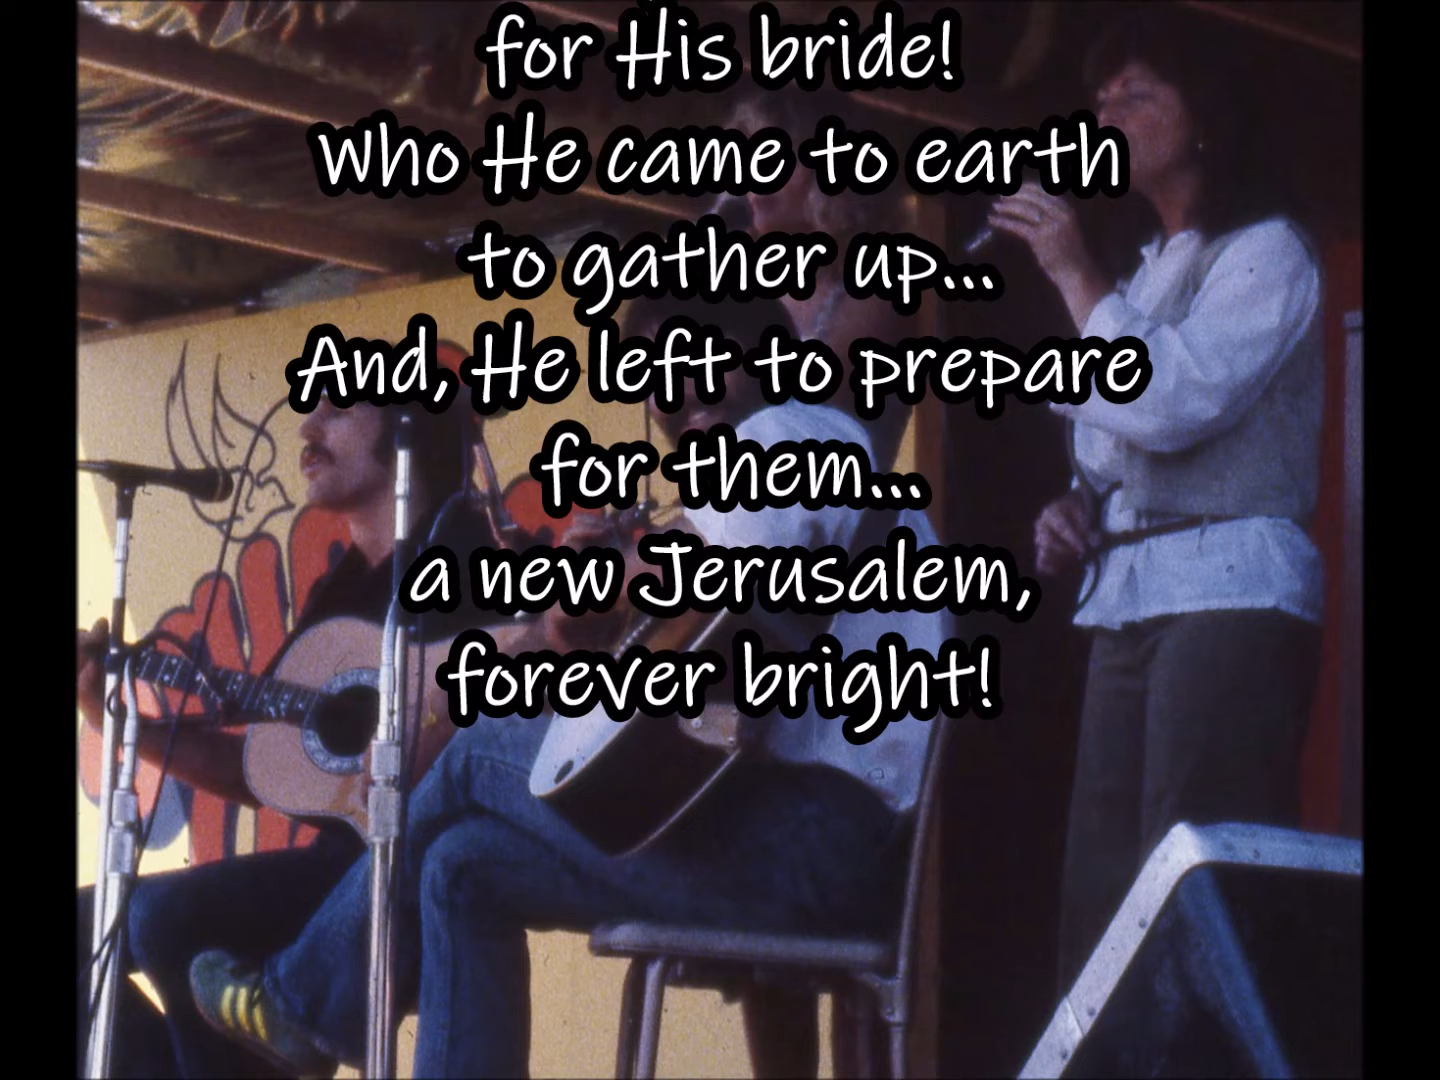 for His bride!
Who He came to earth
to gather up...
And, He left to prepare
for them...
a new Jerusalem,
forever bright!